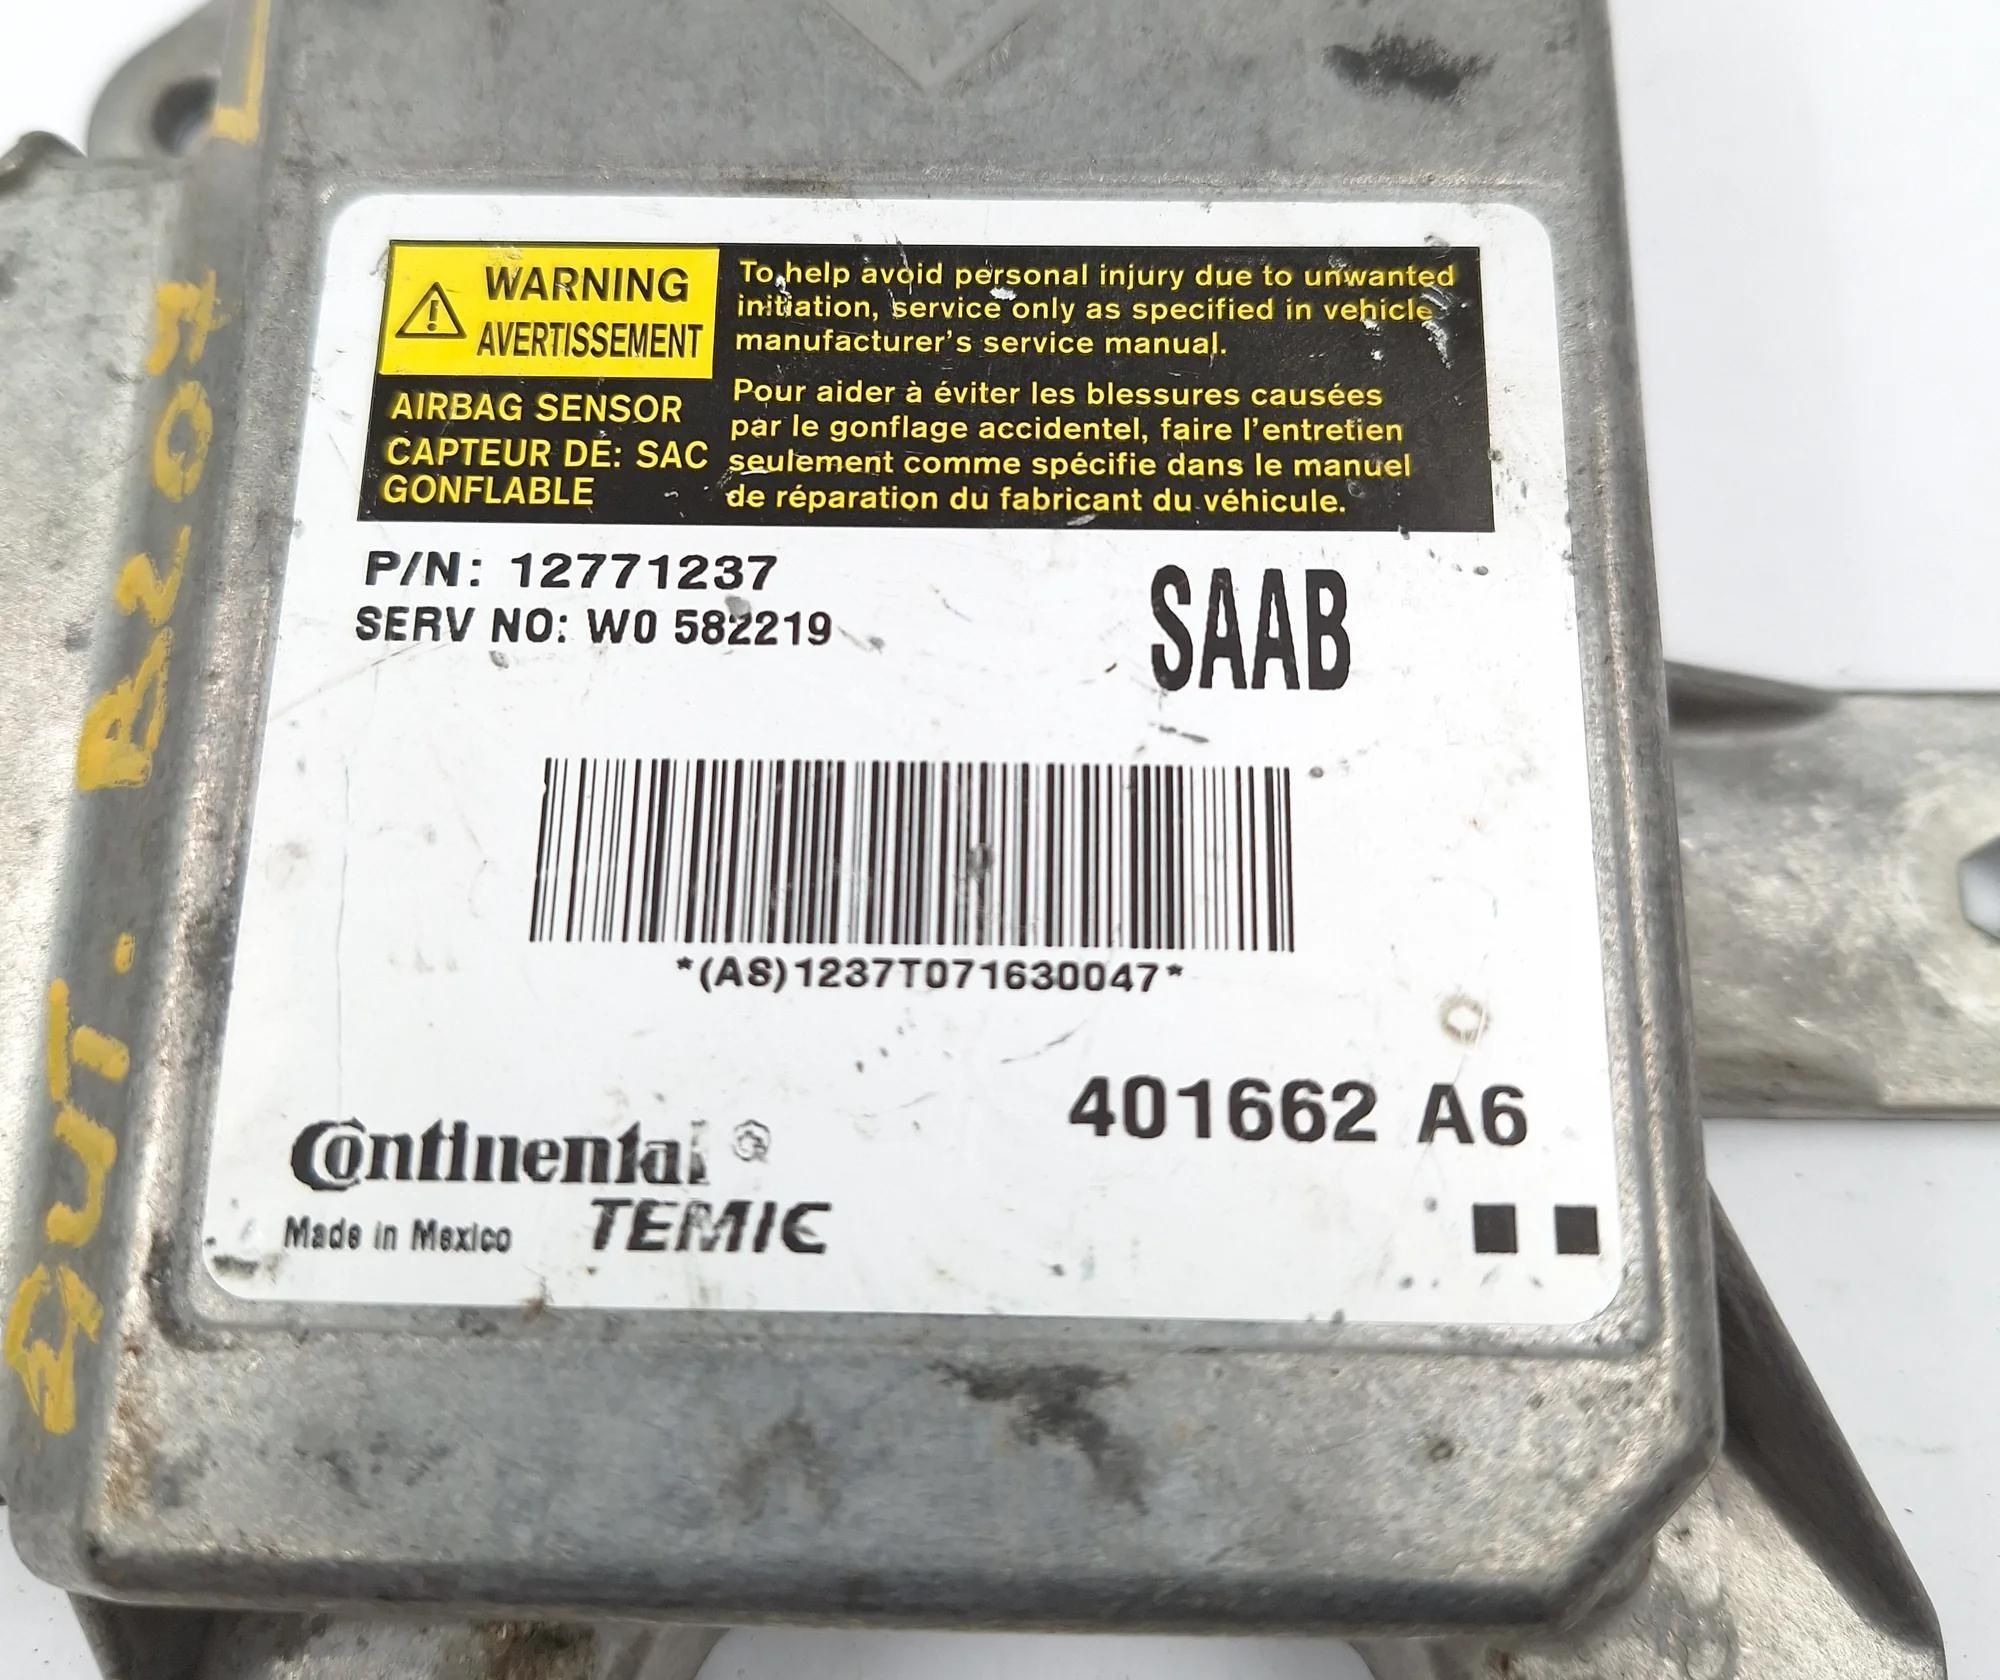 WARNING
AVERTISSEMENT
AIRBAG SENSOR
CAPTEUR DE: SAC
GONFLABLE
To help avoid personal injury due to unwanted
initiation, service only as specified in vehicle
manufacturer's service manual.
Pour aider à éviter les blessures causées
par le gonflage accidentel, faire l'entretien
seulement comme spécifie dans le manuel
de réparation du fabricant du véhicule.
P/N: 12771237
SERV NO: W0 582219
SAAB
*(AS)1237T071630047*
401662 A6
Continental ®
TEMIC
Made in Mexico